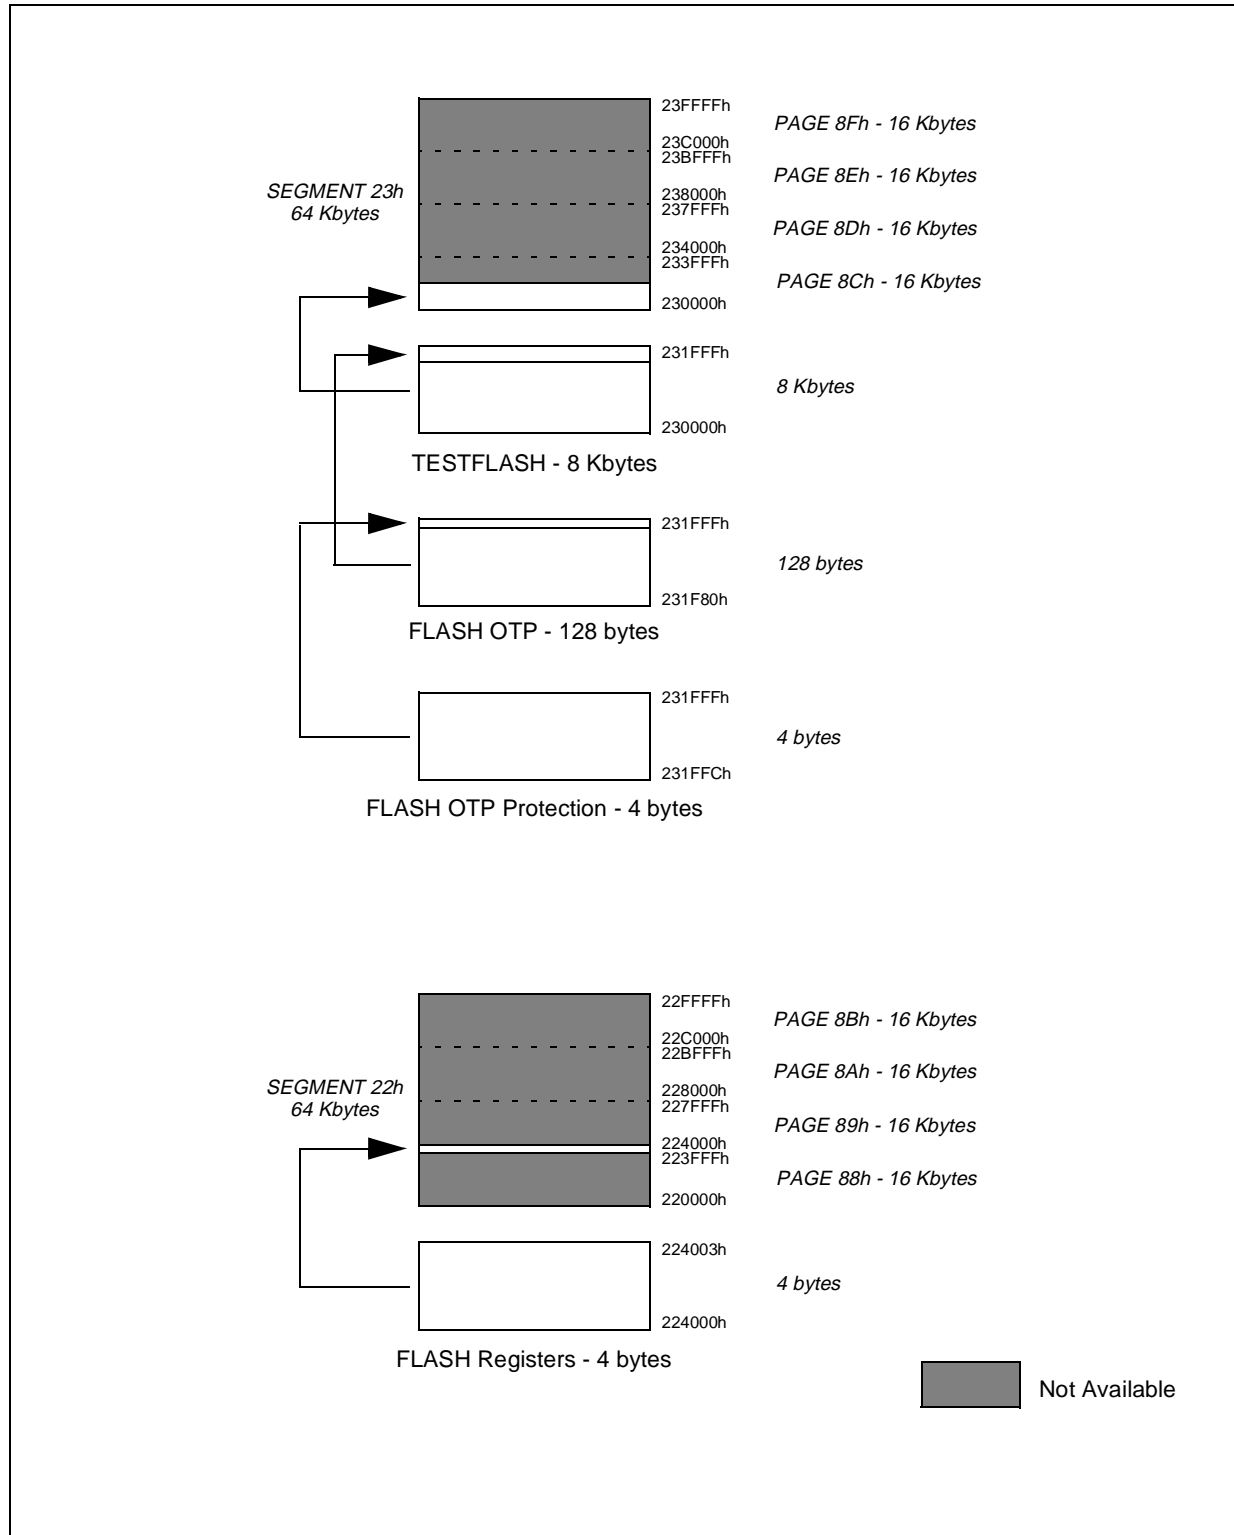 23FFFFh
PAGE 8Fh - 16 Kbytes
23C000h
23BFFFh
PAGE 8Eh - 16 Kbytes
SEGMENT 23h
64 Kbytes
238000h
237FFFh
PAGE 8Dh - 16 Kbytes
234000h
233FFFh
PAGE 8Ch - 16 Kbytes
230000h
231FFFh
8 Kbytes
230000h
TESTFLASH - 8 Kbytes
231FFFh
128 bytes
231F80h
FLASH OTP - 128 bytes
231FFFh
4 bytes
231FFCh
FLASH OTP Protection - 4 bytes
22FFFFh
PAGE 8Bh - 16 Kbytes
22C000h
22BFFFh
PAGE 8Ah - 16 Kbytes
SEGMENT 22h
64 Kbytes
228000h
227FFFh
PAGE 89h - 16 Kbytes
224000h
223FFFh
PAGE 88h - 16 Kbytes
220000h
224003h
4 bytes
224000h
FLASH Registers - 4 bytes
Not Available